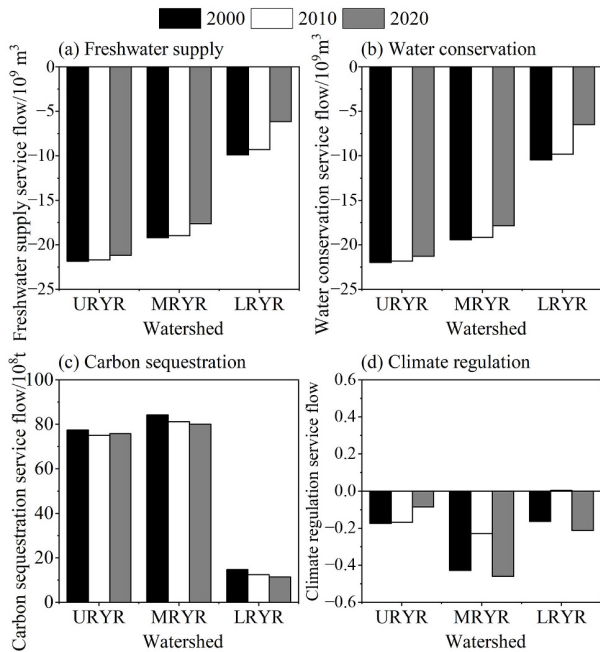 2000 2010 2020
(a) Freshwater supply
Freshwater supply service flow/10⁹ m³
0
−5
−10
−15
−20
−25
URYR MRYR LRYR
Watershed
(b) Water conservation
Water conservation service flow/10⁹m³
0
−5
−10
−15
−20
−25
URYR MRYR LRYR
Watershed
(c) Carbon sequestration
Carbon sequestration service flow/10⁸t
100
80
60
40
20
0
URYR MRYR LRYR
Watershed
(d) Climate regulation
Climate regulation service flow
0.6
0.4
0.2
0.0
−0.2
−0.4
−0.6
URYR MRYR LRYR
Watershed